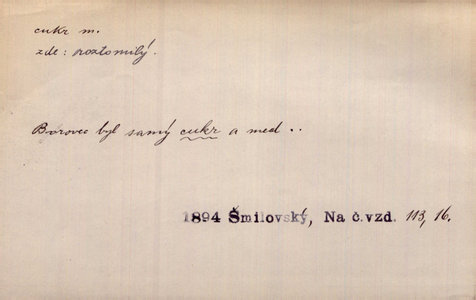 cukr m.
zde: roztomilý.
Borovec byl samý cukr a med ..
1894 Šmilovský, Na č.vzd. 113, 16.